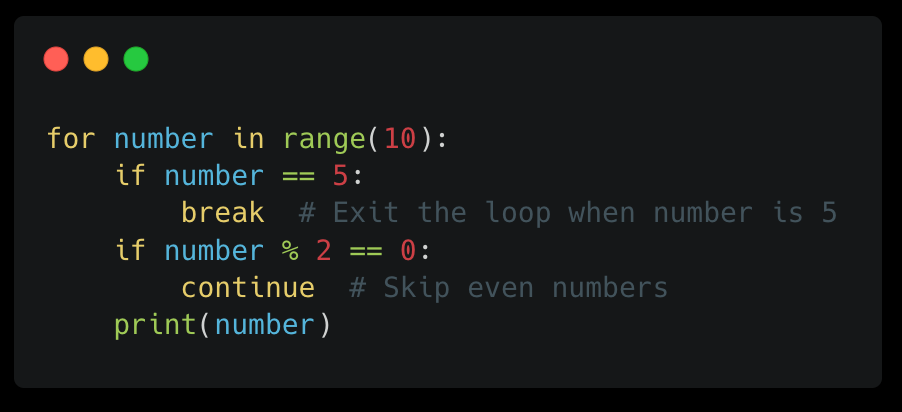 for number in range(10):
    if number == 5:
        break  # Exit the loop when number is 5
    if number % 2 == 0:
        continue  # Skip even numbers
    print(number)